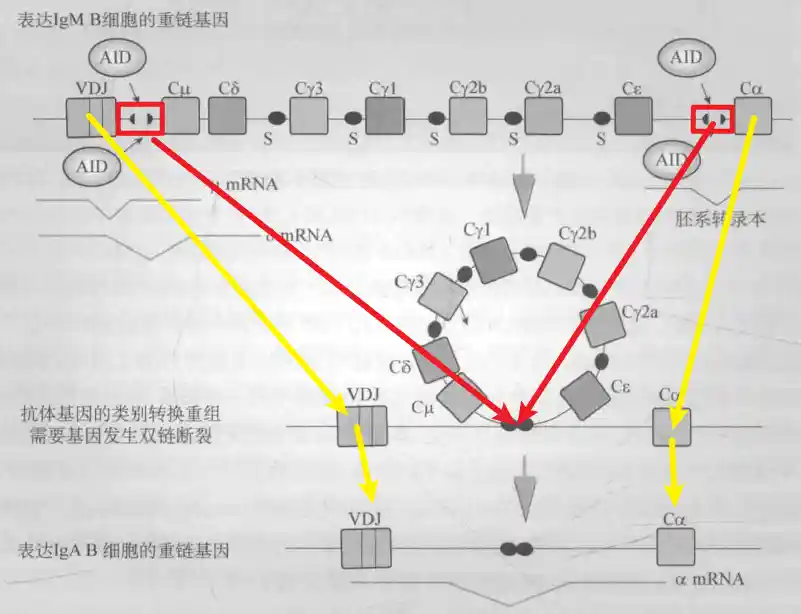 表达IgM B细胞的重链基因
AID
AID
VDJ
Cμ
Cδ
Cγ3
Cγ1
Cγ2b
Cγ2a
Cε
Cα
S
S
S
S
S
AID
AID
μ mRNA
胚系转录本
δ mRNA
Cγ1
Cγ2b
Cγ3
Cγ2a
Cδ
Cε
Cμ
VDJ
Cα
抗体基因的类别转换重组
需要基因发生双链断裂
VDJ
Cα
表达IgA B 细胞的重链基因
α mRNA